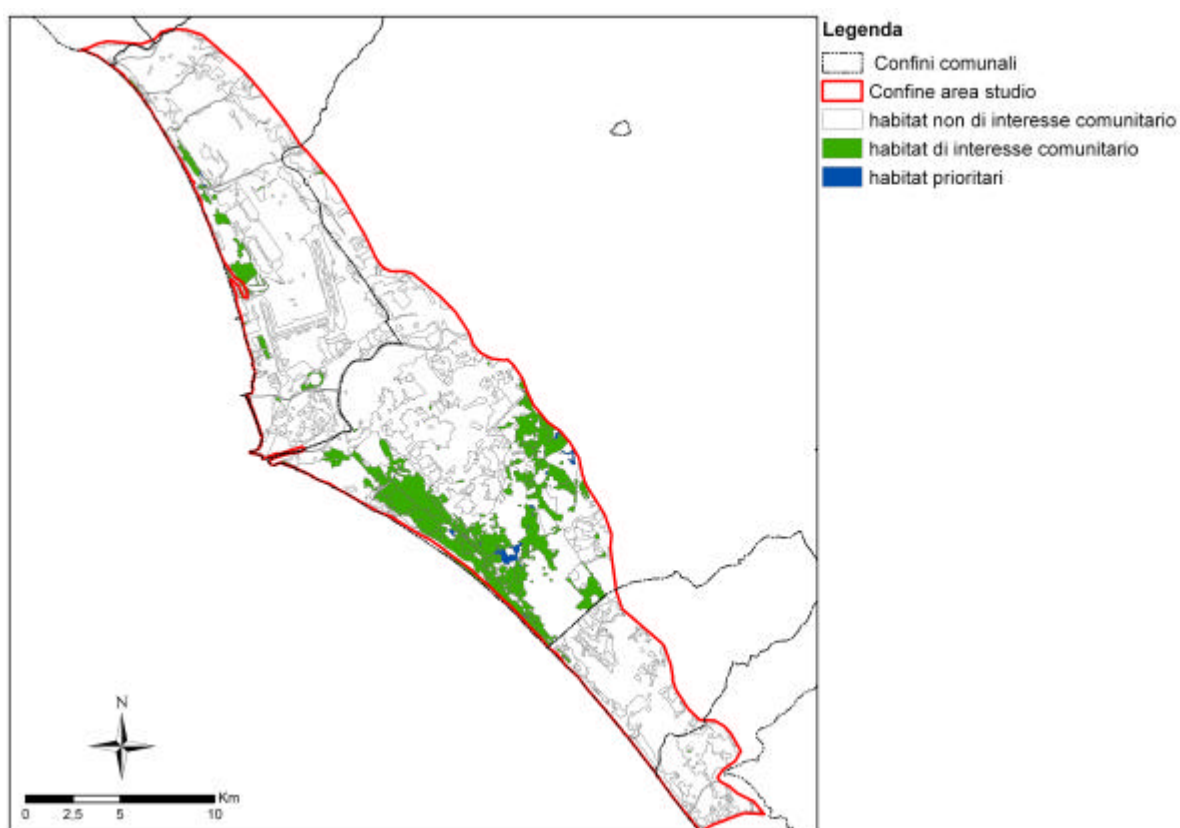 Legenda
Confini comunali
Confine area studio
habitat non di interesse comunitario
habitat di interesse comunitario
habitat prioritari
N
Km
0 2,5 5 10